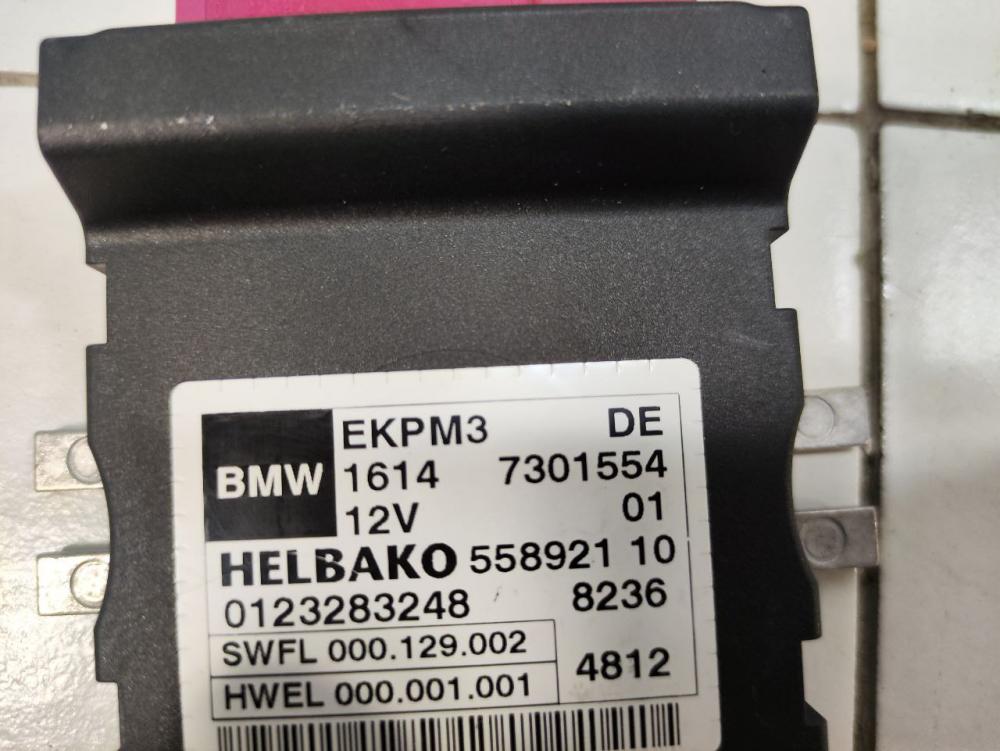 BMW
EKPM3 DE
1614 7301554
12V 01
HELBAKO 558921 10
0123283248 8236
SWFL 000.129.002
HWEL 000.001.001
4812